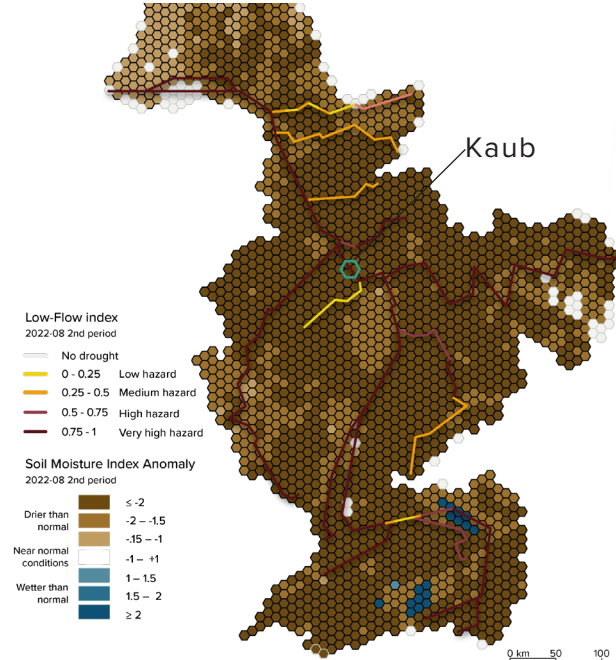 Kaub
Low-Flow index
2022-08 2nd period
No drought
0 - 0.25 Low hazard
0.25 - 0.5 Medium hazard
0.5 - 0.75 High hazard
0.75 - 1 Very high hazard
Soil Moisture Index Anomaly
2022-08 2nd period
Drier than normal
≤ -2
-2 – -1.5
-.15 – -1
Near normal conditions
-1 – +1
Wetter than normal
1 – 1.5
1.5 – 2
≥ 2
0 km 50 100